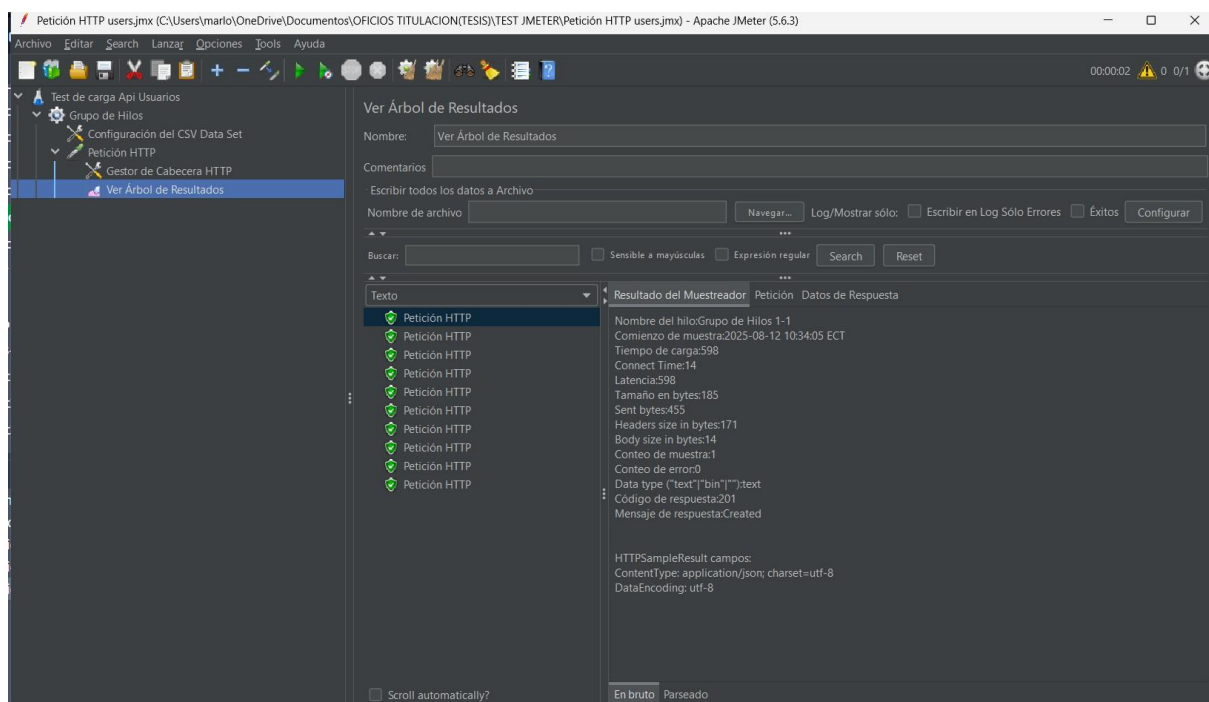 Petición HTTP users.jmx (C:\Users\marlo\OneDrive\Documentos\OFICIOS TITULACION(TESIS)\TEST JMETER\Petición HTTP users.jmx) - Apache JMeter (5.6.3)
Archivo Editar Search Lanzar Opciones Tools Ayuda
00:00:02 0 0/1
Test de carga Api Usuarios
Grupo de Hilos
Configuración del CSV Data Set
Petición HTTP
Gestor de Cabecera HTTP
Ver Árbol de Resultados
Ver Árbol de Resultados
Nombre: Ver Árbol de Resultados
Comentarios
Escribir todos los datos a Archivo
Nombre de archivo Navegar... Log/Mostrar sólo: Escribir en Log Sólo Errores Éxitos Configurar
Buscar: Sensible a mayúsculas Expresión regular Search Reset
Texto
Petición HTTP
Petición HTTP
Petición HTTP
Petición HTTP
Petición HTTP
Petición HTTP
Petición HTTP
Petición HTTP
Petición HTTP
Petición HTTP
Scroll automatically?
Resultado del Muestreador Petición Datos de Respuesta
Nombre del hilo:Grupo de Hilos 1-1
Comienzo de muestra:2025-08-12 10:34:05 ECT
Tiempo de carga:598
Connect Time:14
Latencia:598
Tamaño en bytes:185
Sent bytes:455
Headers size in bytes:171
Body size in bytes:14
Conteo de muestra:1
Conteo de error:0
Data type ("text"|"bin"|""):text
Código de respuesta:201
Mensaje de respuesta:Created
HTTPSampleResult campos:
ContentType: application/json; charset=utf-8
DataEncoding: utf-8
En bruto Parseado